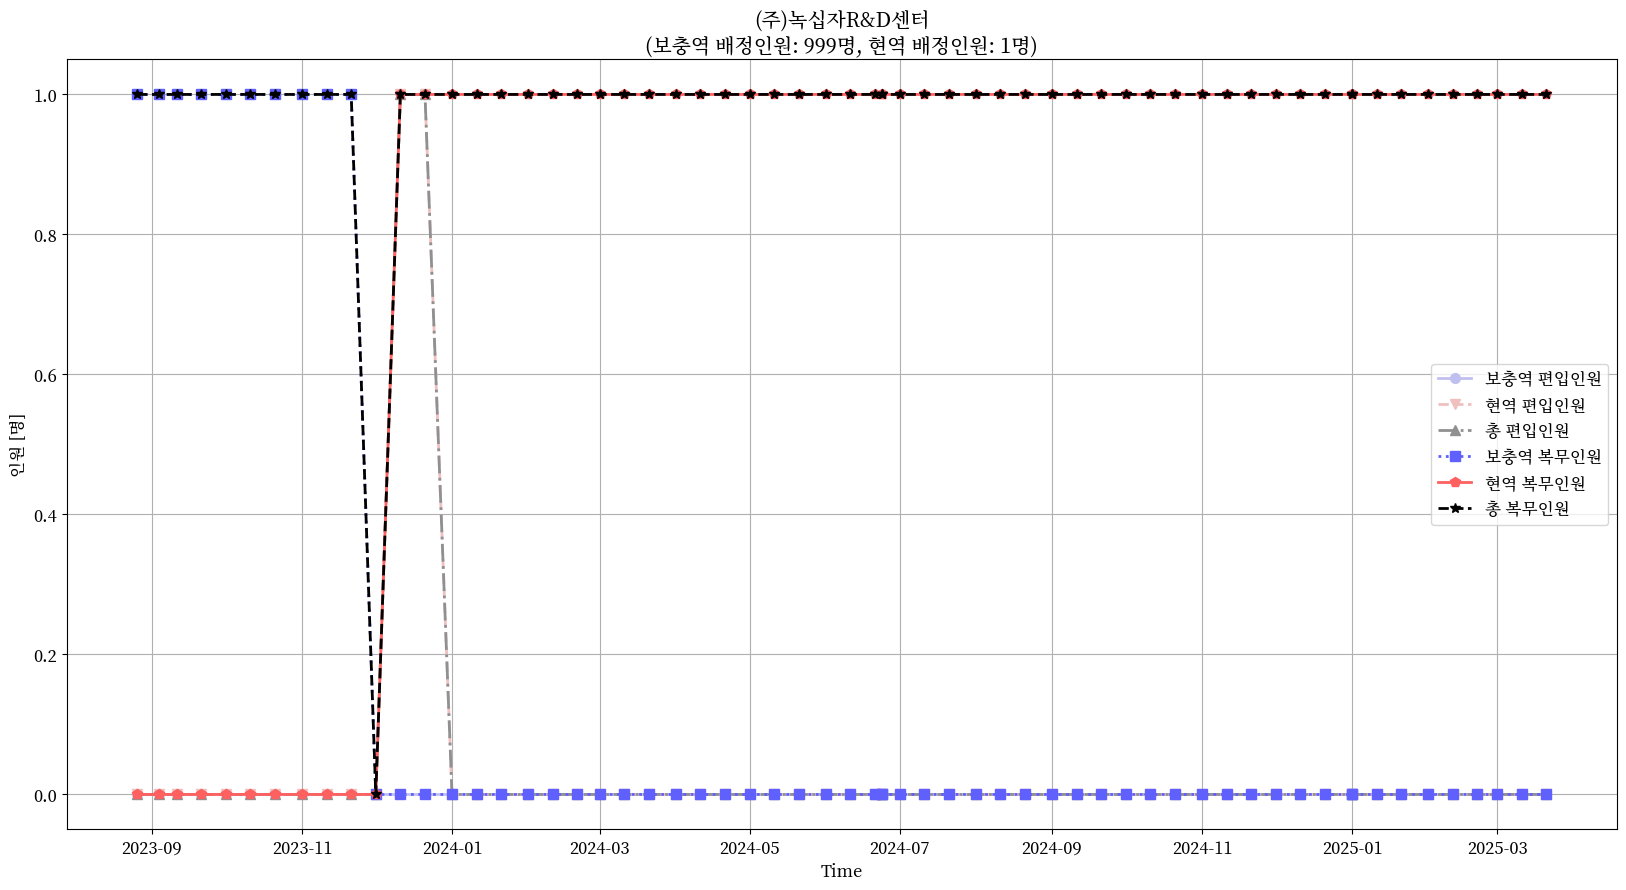 (주)녹십자R&D센터
(보충역 배정인원: 999명, 현역 배정인원: 1명)
1.0
0.8
0.6
0.4
0.2
0.0
인원 [명]
보충역 편입인원
현역 편입인원
총 편입인원
보충역 복무인원
현역 복무인원
총 복무인원
2023-09 2023-11 2024-01 2024-03 2024-05 2024-07 2024-09 2024-11 2025-01 2025-03
Time